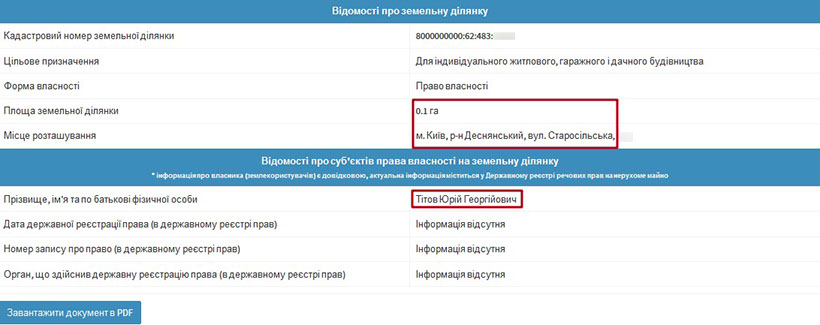 Відомості про земельну ділянку
Кадастровий номер земельної ділянки 8000000000:62:483:
Цільове призначення Для індивідуального житлового, гаражного і дачного будівництва
Форма власності Право власності
Площа земельної ділянки 0.1 га
Місце розташування м. Київ, р-н Деснянський, вул. Старосільська,
Відомості про суб'єктів права власності на земельну ділянку
* інформаціяпро власника (землекористувачів) є довідковою, актуальна інформаціяміститься у Державному реєстрі речових прав нанерухоме майно
Прізвище, ім'я та по батькові фізичної особи Тітов Юрій Георгійович
Дата державної реєстрації права (в державному реєстрі прав) Інформація відсутня
Номер запису про право (в державному реєстрі прав) Інформація відсутня
Орган, що здійснив державну реєстрацію права (в державному реєстрі прав) Інформація відсутня
Завантажити документ в PDF